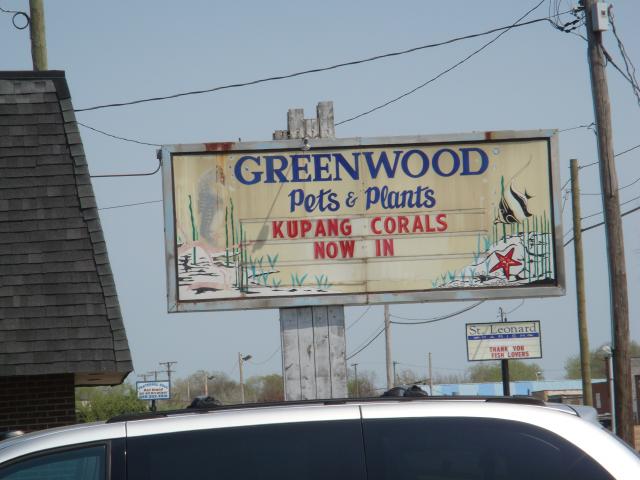 GREENWOOD
Pets & Plants
KUPANG CORALS
NOW IN
St. Leonard
THANK YOU
FISH LOVERS